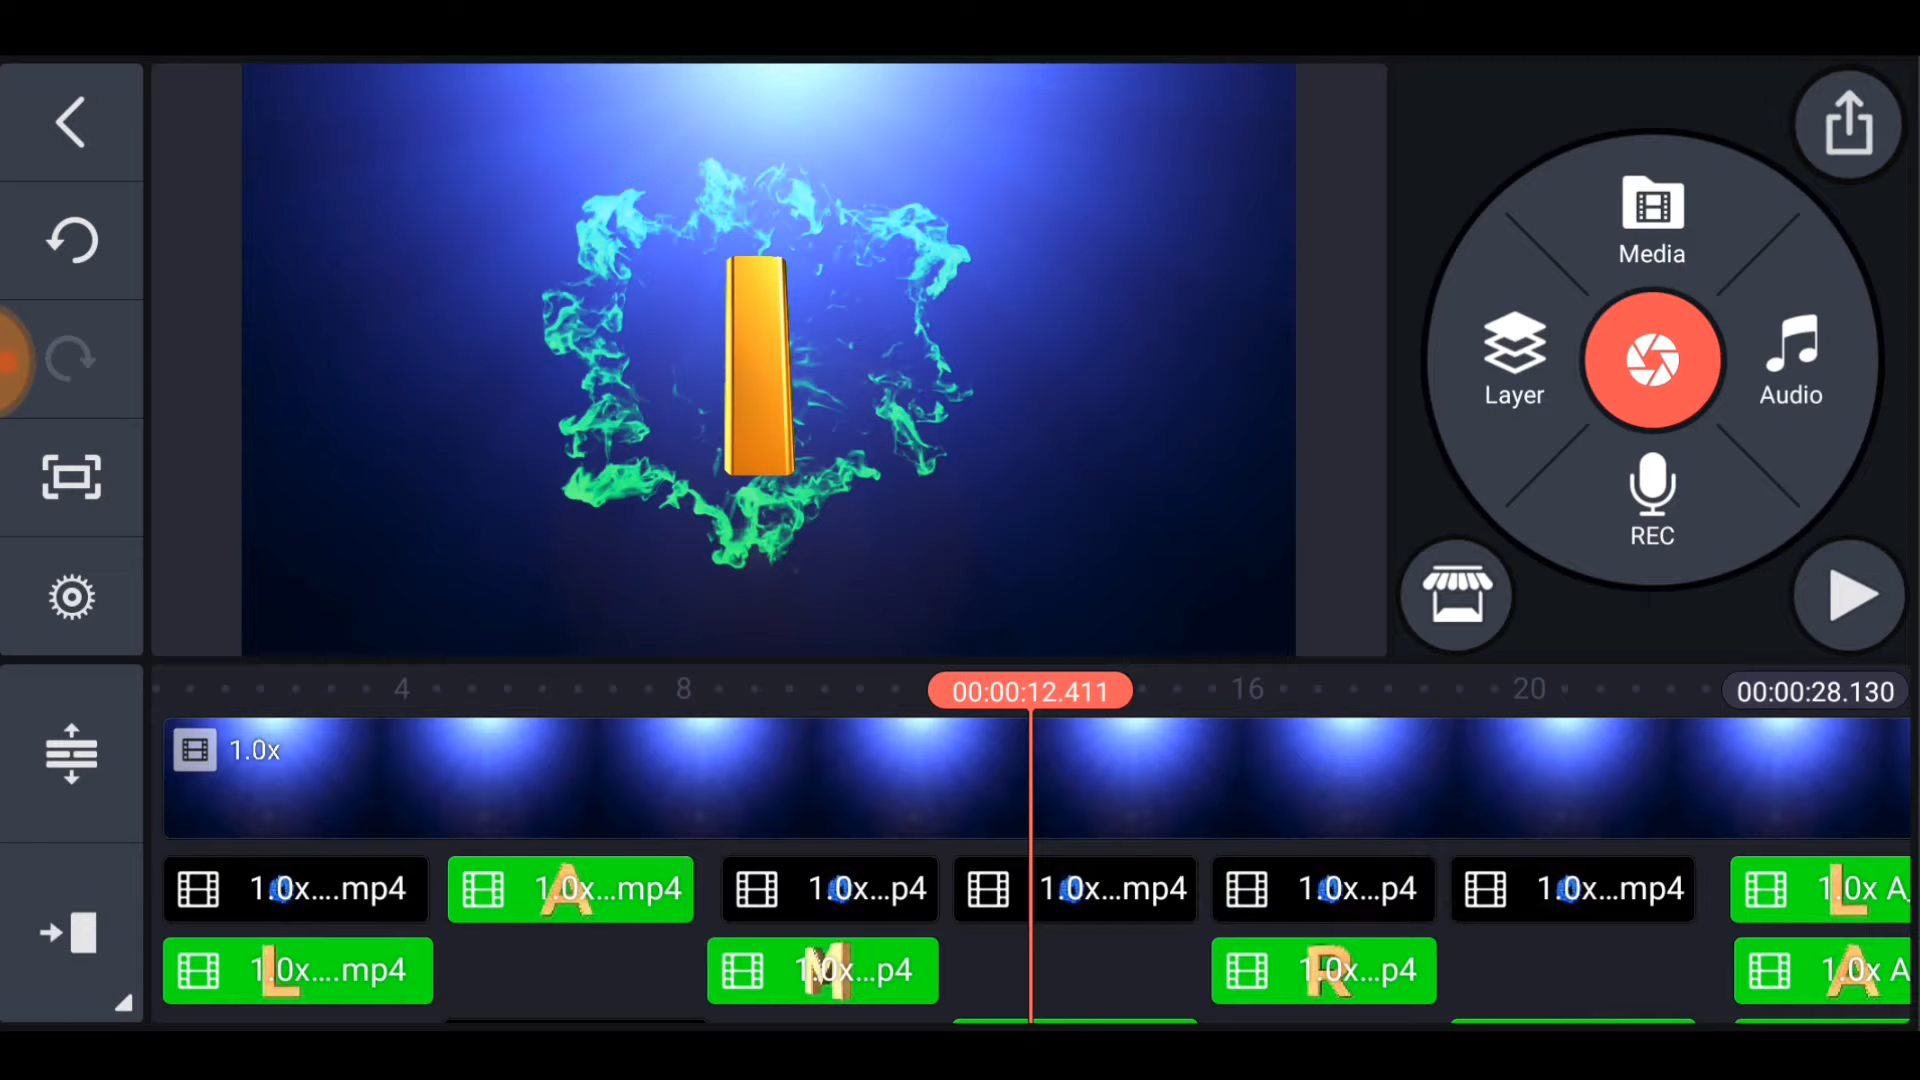 I
Media
Layer
Audio
REC
4 8 00:00:12.411 16 20 00:00:28.130
1.0x
1.0x....mp4 1.0x...mp4 1.0x...p4 1.0x...mp4 1.0x...p4 1.0x...mp4 1.0x A
1.0x....mp4 1.0x...p4 1.0x...p4 1.0x A
L A M R L A